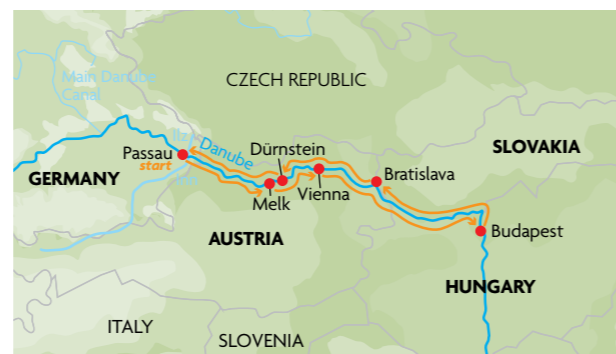 Main Danube
Canal
CZECH REPUBLIC
Ilz
Danube
Dürnstein
SLOVAKIA
Passau
start
Inn
Bratislava
GERMANY
Melk
Vienna
AUSTRIA
Budapest
HUNGARY
ITALY
SLOVENIA